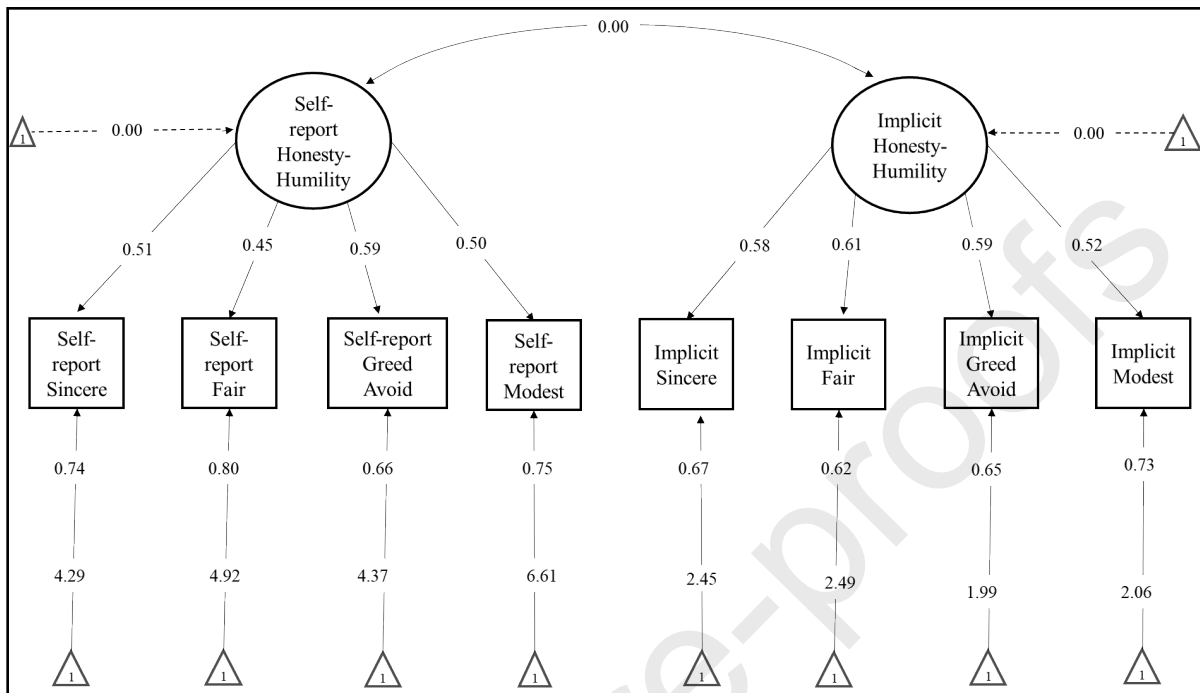 0.00
Self-
report
Honesty-
Humility
Implicit
Honesty-
Humility
1
0.00
0.00
1
0.51
0.45
0.59
0.50
0.58
0.61
0.59
0.52
Self-
report
Sincere
Self-
report
Fair
Self-report
Greed
Avoid
Self-
report
Modest
Implicit
Sincere
Implicit
Fair
Implicit
Greed
Avoid
Implicit
Modest
0.74
0.80
0.66
0.75
0.67
0.62
0.65
0.73
4.29
4.92
4.37
6.61
2.45
2.49
1.99
2.06
1
1
1
1
1
1
1
1
e-proofs